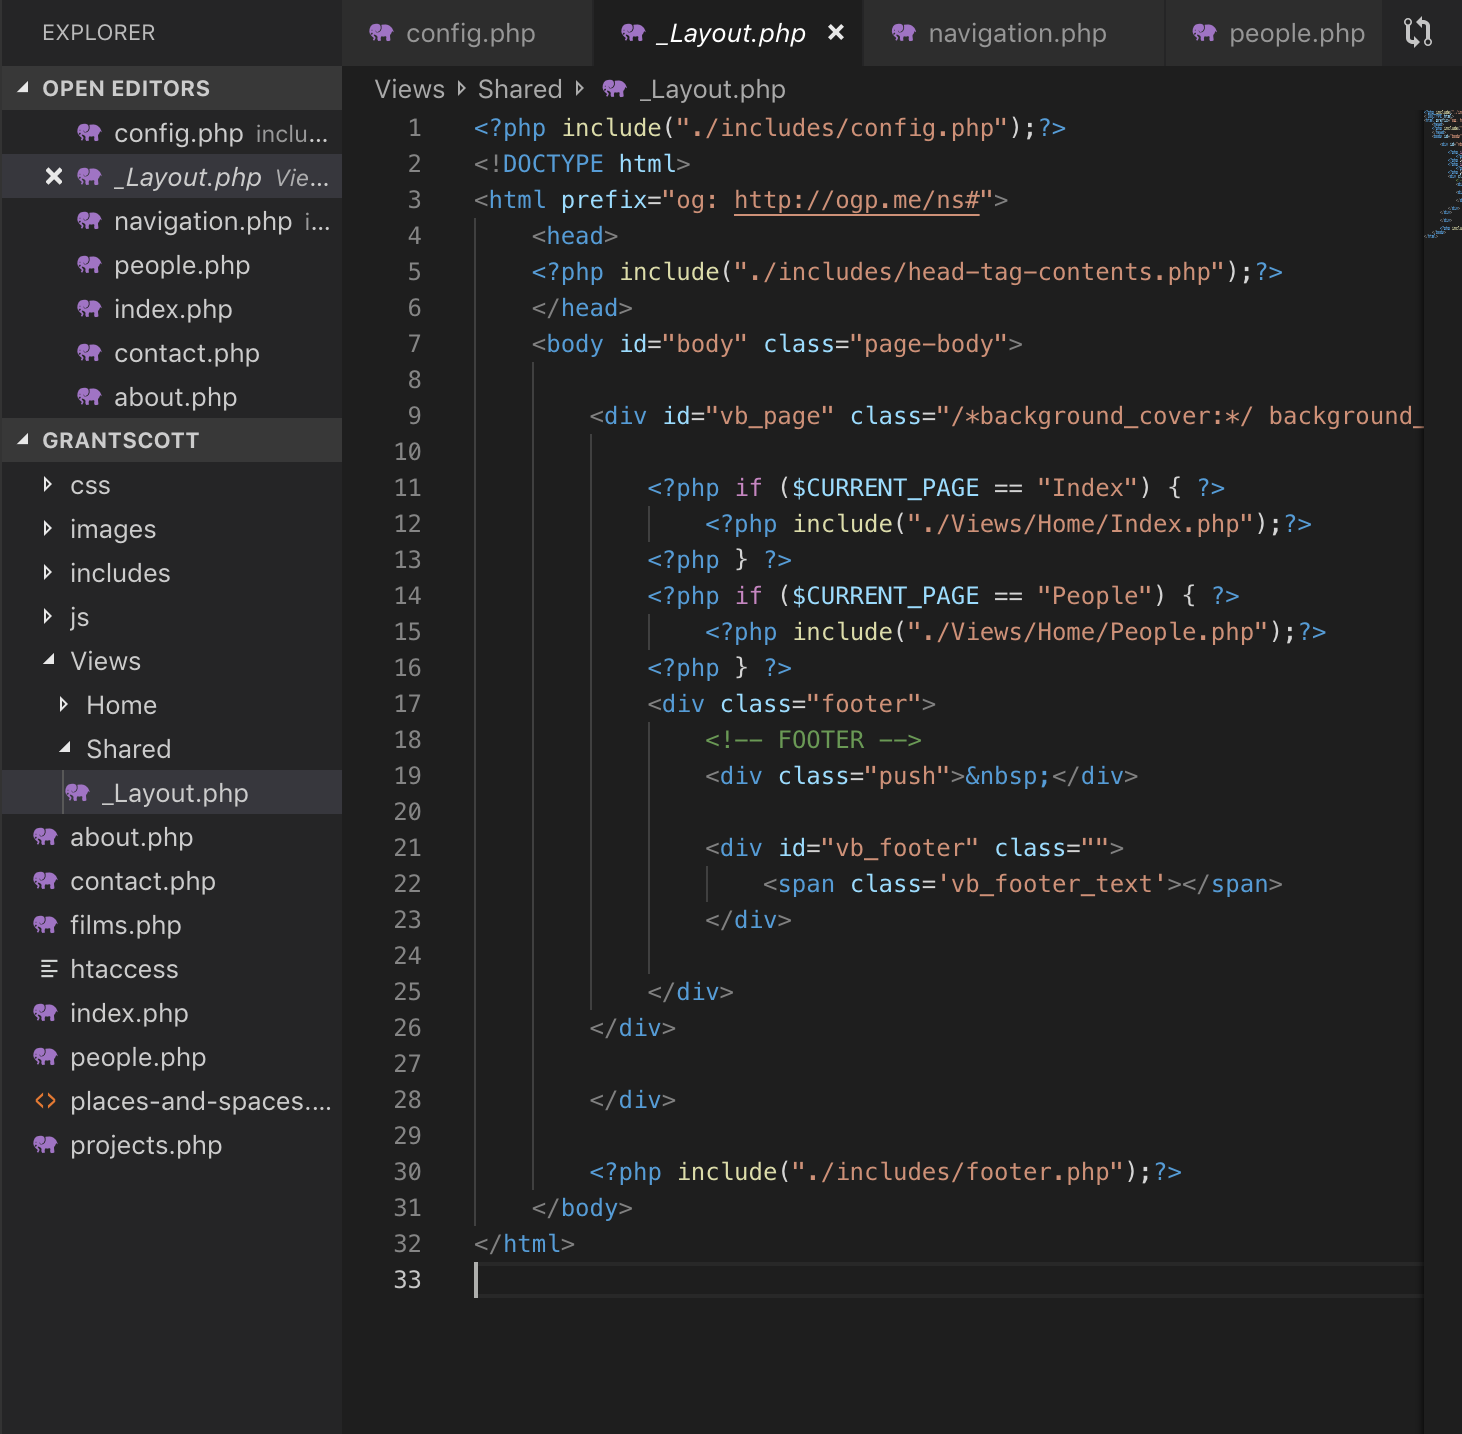 EXPLORER
OPEN EDITORS
config.php inclu...
_Layout.php Vie...
navigation.php i...
people.php
index.php
contact.php
about.php
GRANTSCOTT
css
images
includes
js
Views
Home
Shared
_Layout.php
about.php
contact.php
films.php
htaccess
index.php
people.php
places-and-spaces....
projects.php
config.php
_Layout.php
navigation.php
people.php
Views
Shared
_Layout.php
1 <?php include("./includes/config.php");?>
2 <!DOCTYPE html>
3 <html prefix="og: http://ogp.me/ns#">
4 <head>
5 <?php include("./includes/head-tag-contents.php");?>
6 </head>
7 <body id="body" class="page-body">
8
9 <div id="vb_page" class="/*background_cover:*/ background_
10
11 <?php if ($CURRENT_PAGE == "Index") { ?>
12 <?php include("./Views/Home/Index.php");?>
13 <?php } ?>
14 <?php if ($CURRENT_PAGE == "People") { ?>
15 <?php include("./Views/Home/People.php");?>
16 <?php } ?>
17 <div class="footer">
18 <!-- FOOTER -->
19 <div class="push">&nbsp;</div>
20
21 <div id="vb_footer" class="">
22 <span class='vb_footer_text'></span>
23 </div>
24
25 </div>
26 </div>
27
28 </div>
29
30 <?php include("./includes/footer.php");?>
31 </body>
32 </html>
33